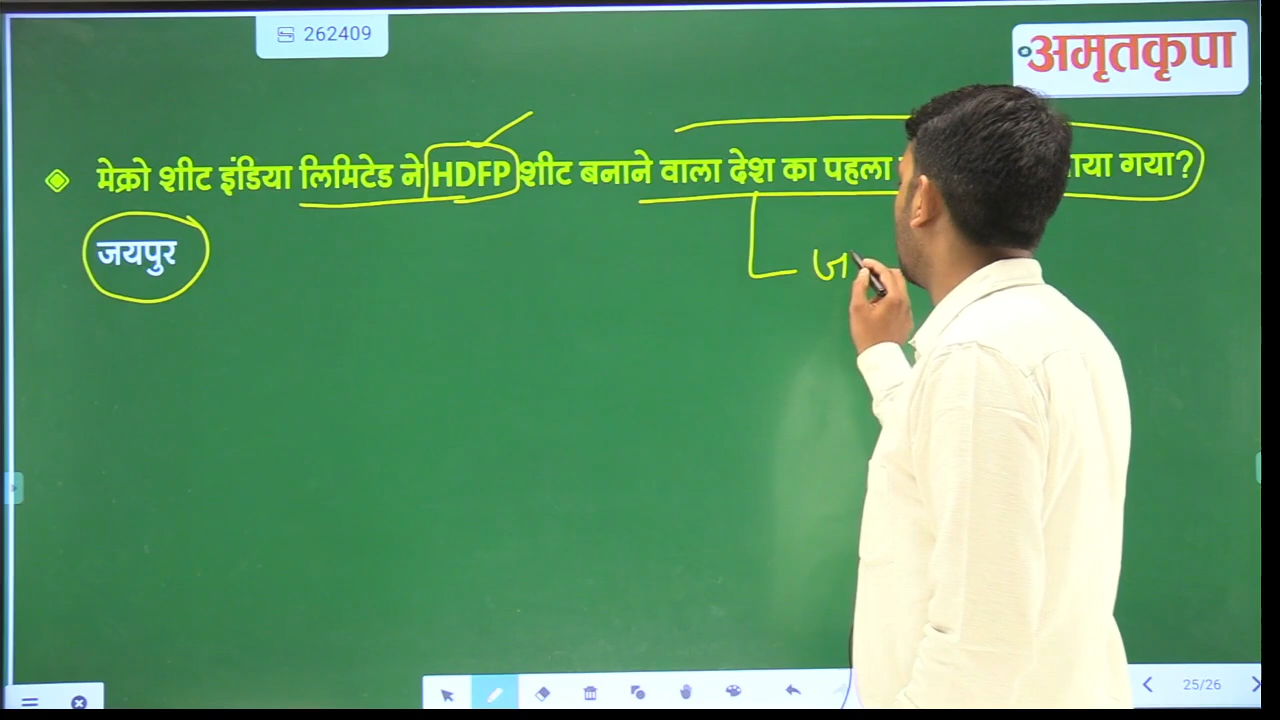 262409
अमृतकृपा
मेक्रो शीट इंडिया लिमिटेड ने HDFP शीट बनाने वाला देश का पहला गया?
जयपुर
ज
25/26